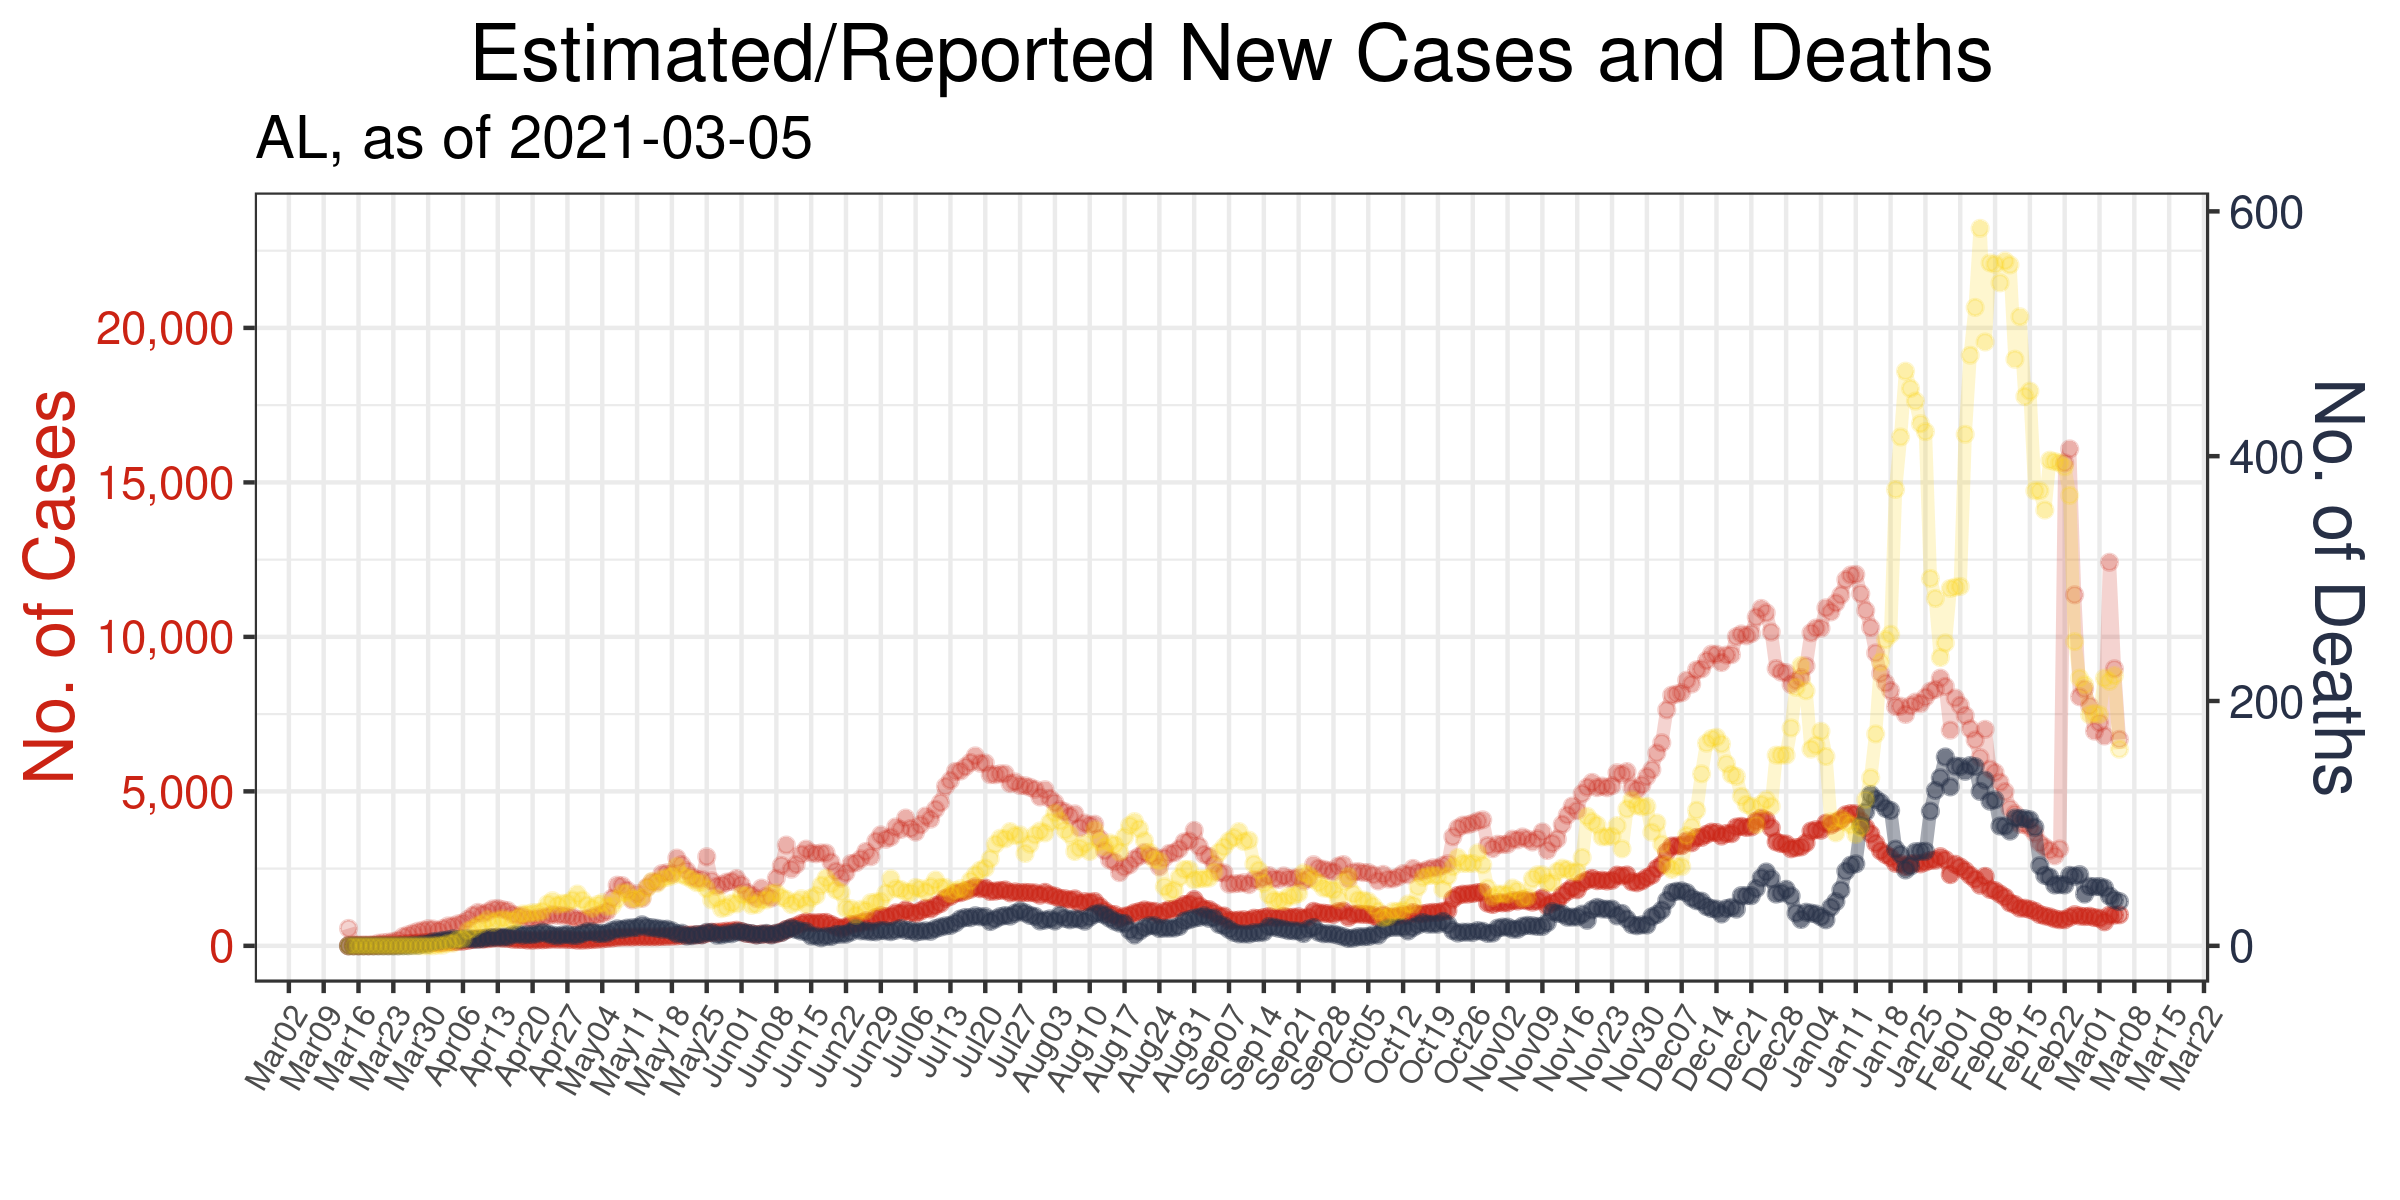 Estimated/Reported New Cases and Deaths
AL, as of 2021-03-05
No. of Cases
20,000
15,000
10,000
5,000
0
600
400
200
0
No. of Deaths
Mar02
Mar09
Mar16
Mar23
Mar30
Apr06
Apr13
Apr20
Apr27
May04
May11
May18
May25
Jun01
Jun08
Jun15
Jun22
Jun29
Jul06
Jul13
Jul20
Jul27
Aug03
Aug10
Aug17
Aug24
Aug31
Sep07
Sep14
Sep21
Sep28
Oct05
Oct12
Oct19
Oct26
Nov02
Nov09
Nov16
Nov23
Nov30
Dec07
Dec14
Dec21
Dec28
Jan04
Jan11
Jan18
Jan25
Feb01
Feb08
Feb15
Feb22
Mar01
Mar08
Mar15
Mar22